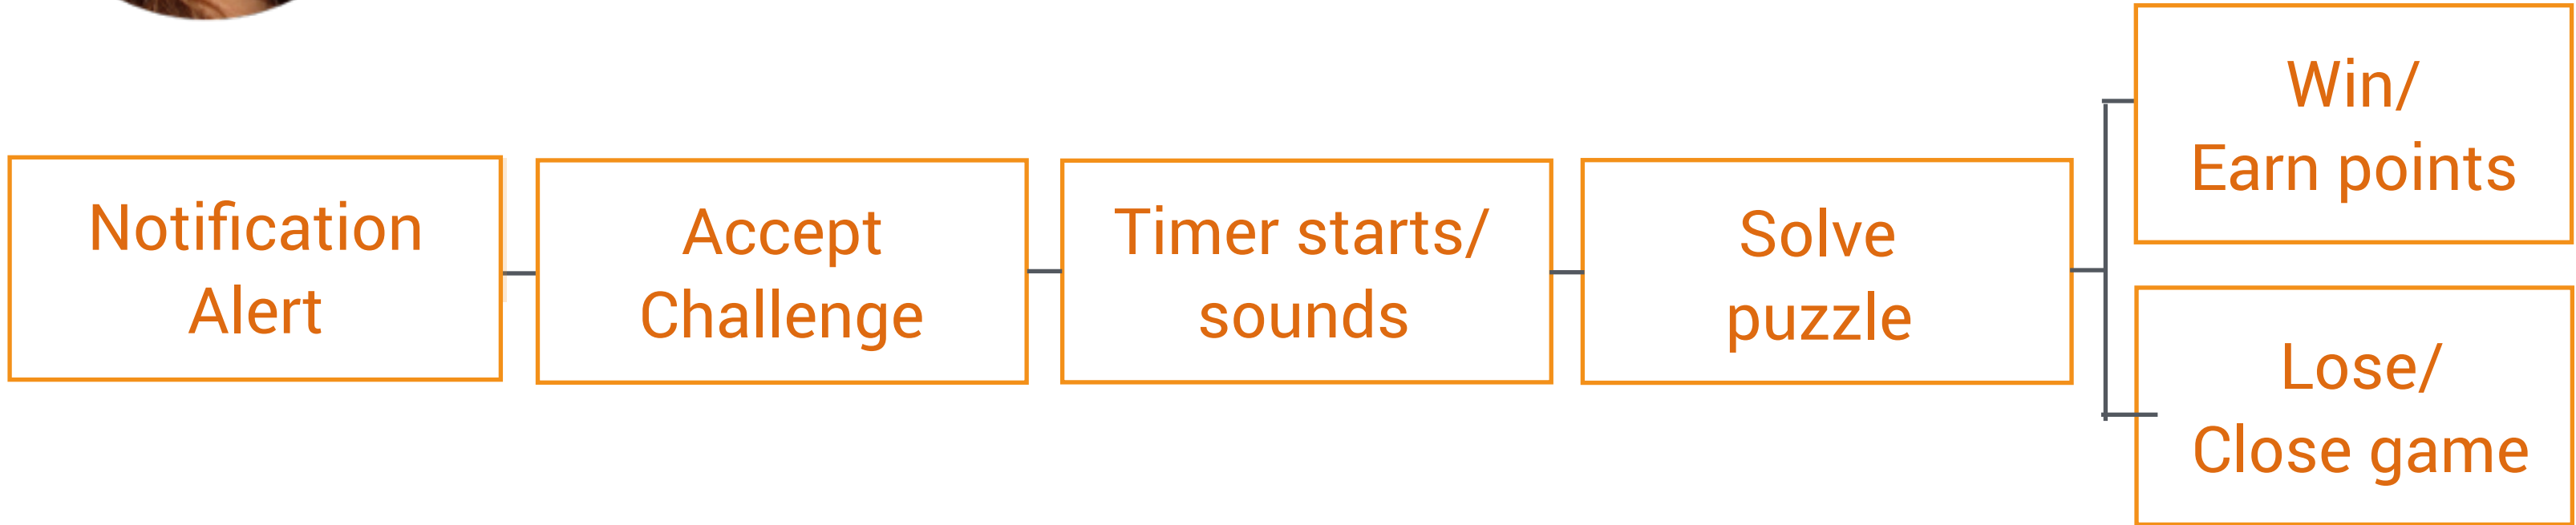 Notification
Alert
Accept
Challenge
Timer starts/
sounds
Solve
puzzle
Win/
Earn points
Lose/
Close game